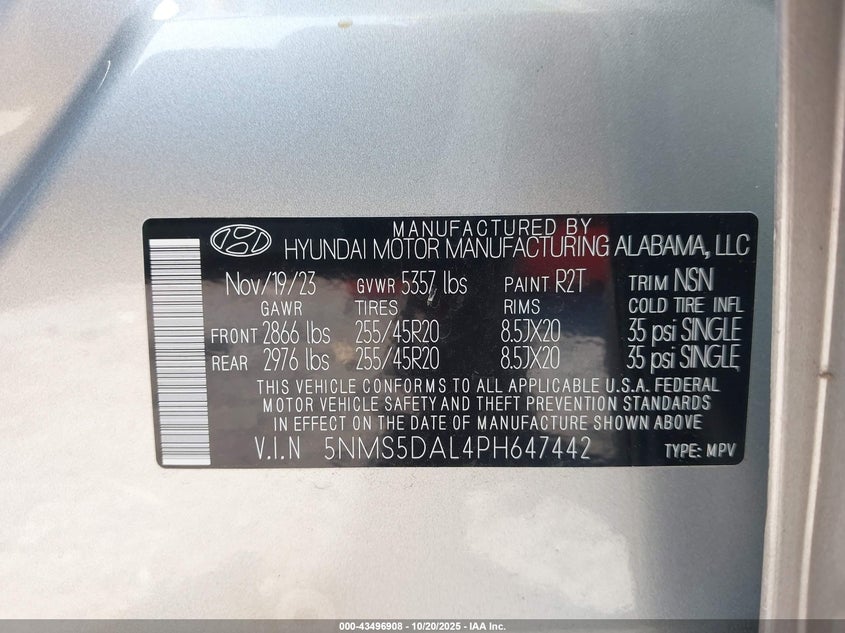 MANUFACTURED BY
HYUNDAI MOTOR MANUFACTURING ALABAMA, LLC
Nov/19/23 GVWR 5357 lbs PAINT R2T TRIM NSN
GAWR TIRES RIMS COLD TIRE INFL
FRONT 2866 lbs 255/45R20 8.5JX20 35 psi SINGLE
REAR 2976 lbs 255/45R20 8.5JX20 35 psi SINGLE
THIS VEHICLE CONFORMS TO ALL APPLICABLE U.S.A. FEDERAL
MOTOR VEHICLE SAFETY AND THEFT PREVENTION STANDARDS
IN EFFECT ON THE DATE OF MANUFACTURE SHOWN ABOVE
V.I.N 5NMS5DAL4PH647442 TYPE: MPV
000-43496908 - 10/20/2025 - IAA Inc.